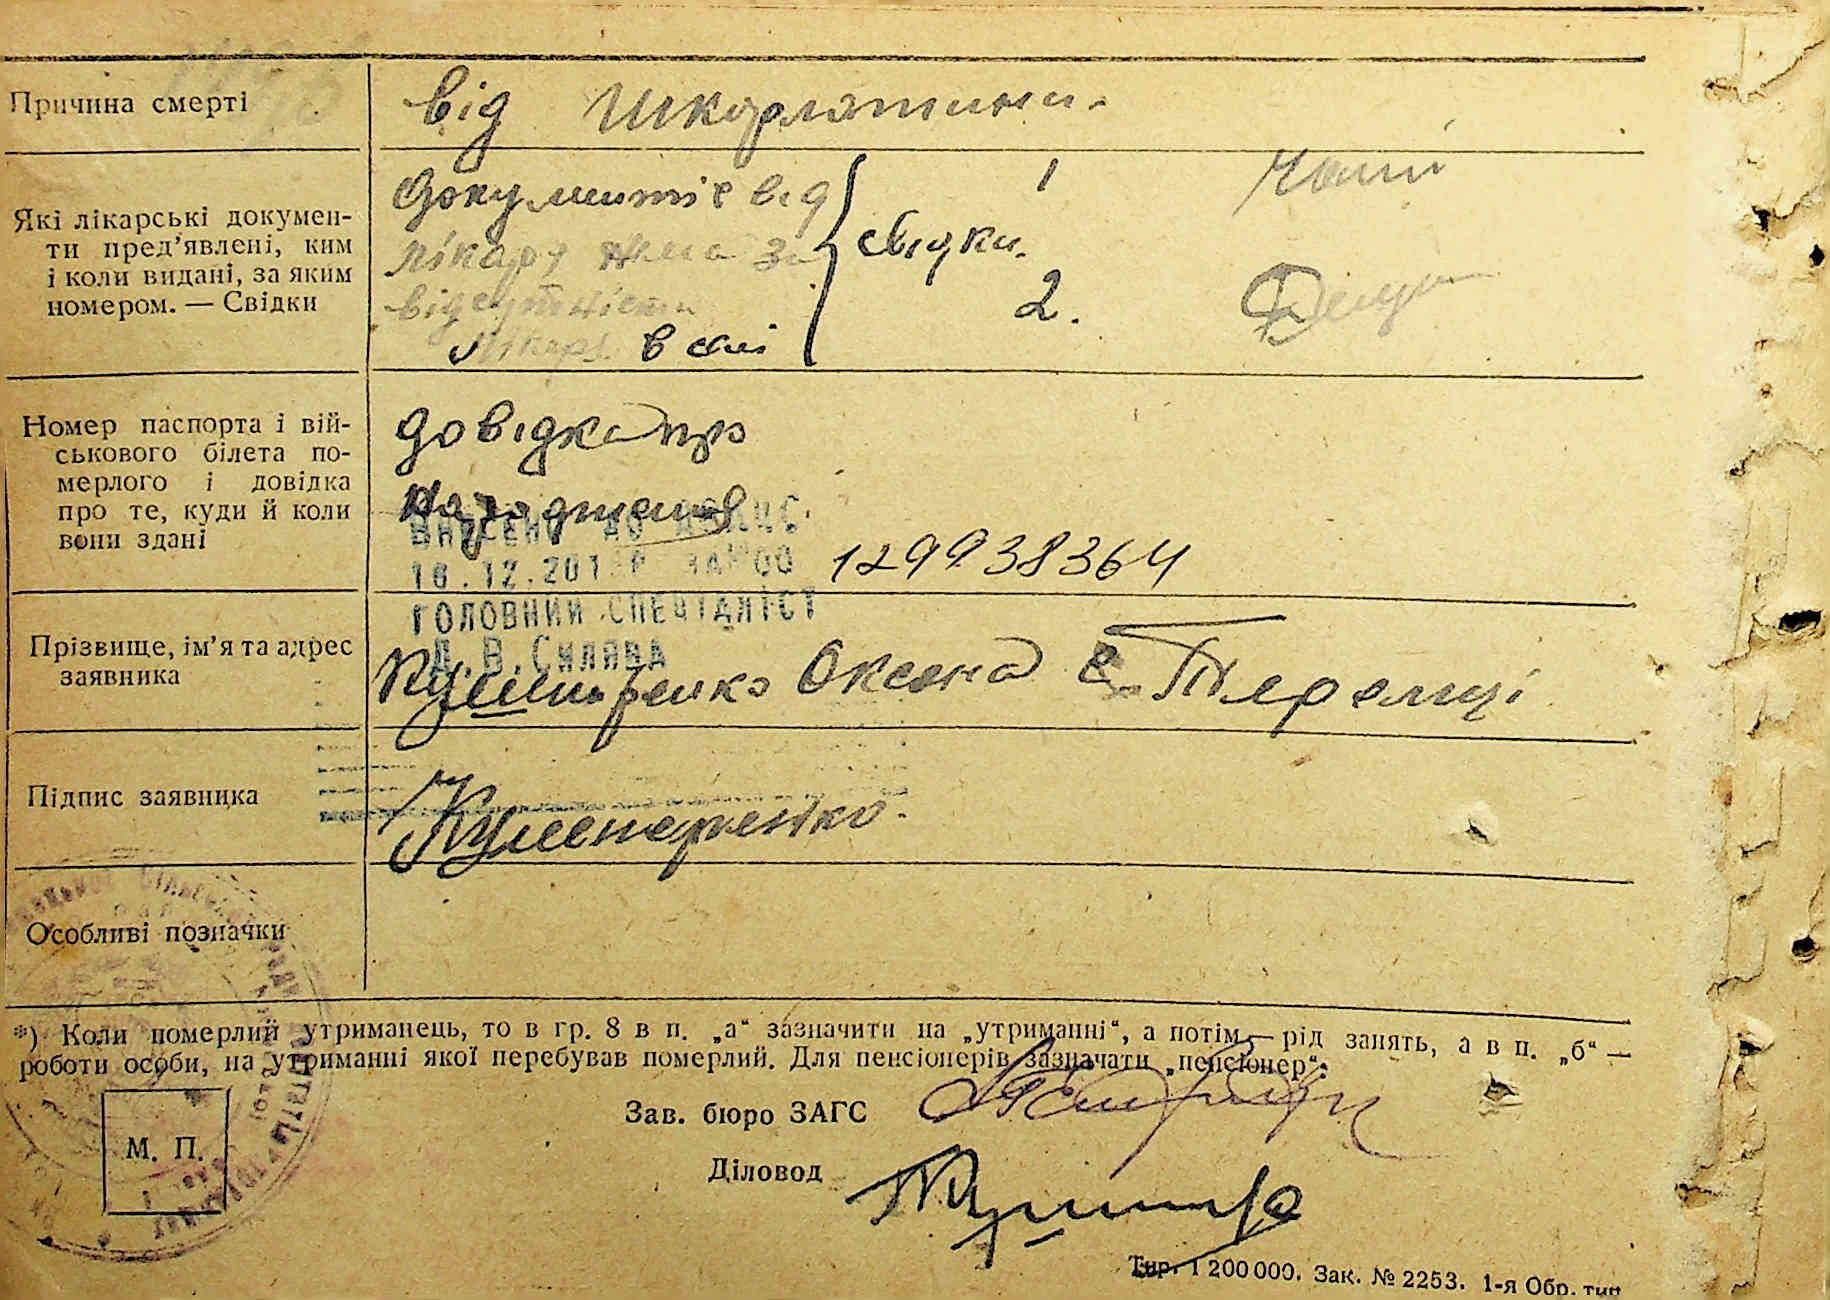 Причина смерті
від шкорлятини.
Які лікарські докумен-
ти пред’явлені, ким
і коли видані, за яким
номером. — Свідки
Документів від
лікару нема за
відсутністю
лікарі в селі
свідки.
1
2.
Номер паспорта і вій-
ськового білета по-
мерлого і довідка
про те, куди й коли
вони здані
довідка про
народження
ВНЕСЕНО ДО
16.12.201 Р ЗА №00 129938364
ГОЛОВНИЙ СПЕЦІАЛІСТ
Д.В.Силява
Прізвище, ім’я та адрес
заявника
Кушніренко Оксана
Підпис заявника
Особливі позначки
*) Коли померлий утриманець, то в гр. 8 в п. „а“ зазначити на „утриманні“, а потім — рід занять, а в п. „б“ —
роботи особи, на утриманні якої перебував померлий. Для пенсіонерів зазначати „пенсіонер“.
Зав. бюро ЗАГС
М. П.
Діловод
Тир. 1 200 000. Зак. № 2253. 1-я Обр. тип